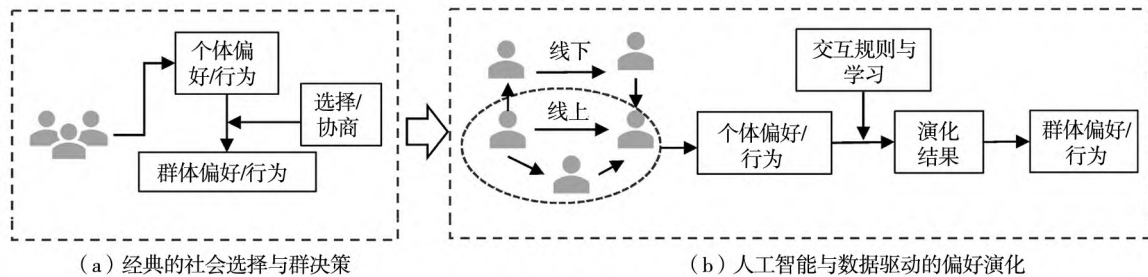 个体偏
好/行为
选择/
协商
群体偏好/行为
线下
线上
交互规则与
学习
个体偏好/
行为
演化
结果
群体偏好/
行为
(a)经典的社会选择与群决策
(b)人工智能与数据驱动的偏好演化